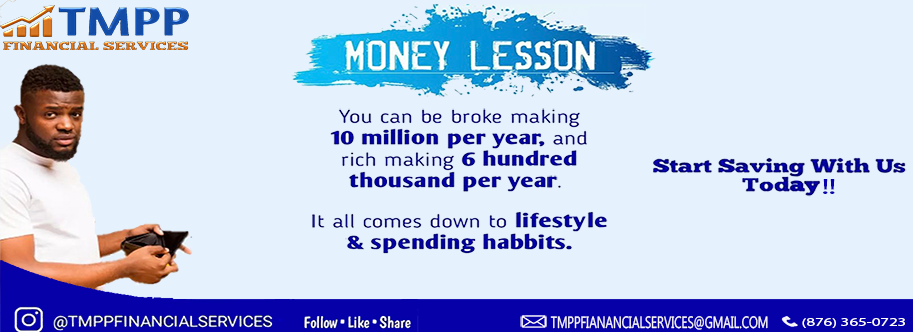 TMPP
FINANCIAL SERVICES
MONEY LESSON
You can be broke making
10 million per year, and
rich making 6 hundred
thousand per year.
It all comes down to lifestyle
& spending habbits.
Start Saving With Us
Today!!
@TMPPFINANCIALSERVICES
Follow • Like • Share
TMPPFIANANCIALSERVICES@GMAIL.COM
(876) 365-0723